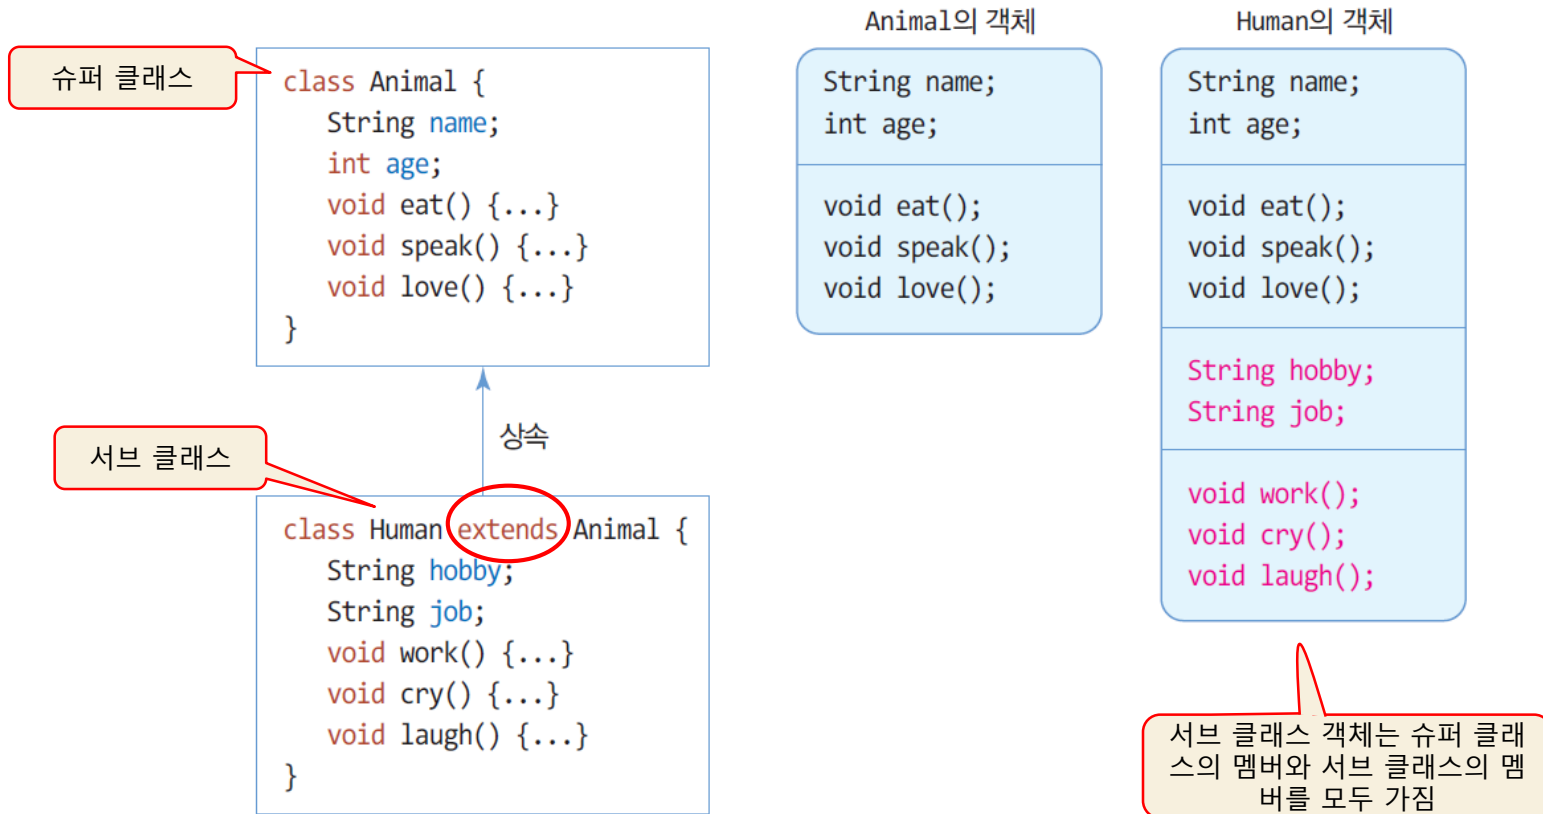 슈퍼 클래스
class Animal {
String name;
int age;
void eat() {...}
void speak() {...}
void love() {...}
}
상속
서브 클래스
class Human extends Animal {
String hobby;
String job;
void work() {...}
void cry() {...}
void laugh() {...}
}
Animal의 객체
String name;
int age;
void eat();
void speak();
void love();
Human의 객체
String name;
int age;
void eat();
void speak();
void love();
String hobby;
String job;
void work();
void cry();
void laugh();
서브 클래스 객체는 슈퍼 클래
스의 멤버와 서브 클래스의 멤
버를 모두 가짐